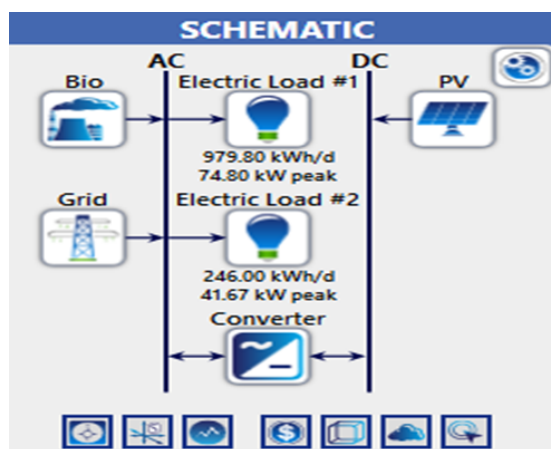 SCHEMATIC
AC DC
Bio Electric Load #1 PV
979.80 kWh/d
74.80 kW peak
Grid Electric Load #2
246.00 kWh/d
41.67 kW peak
Converter